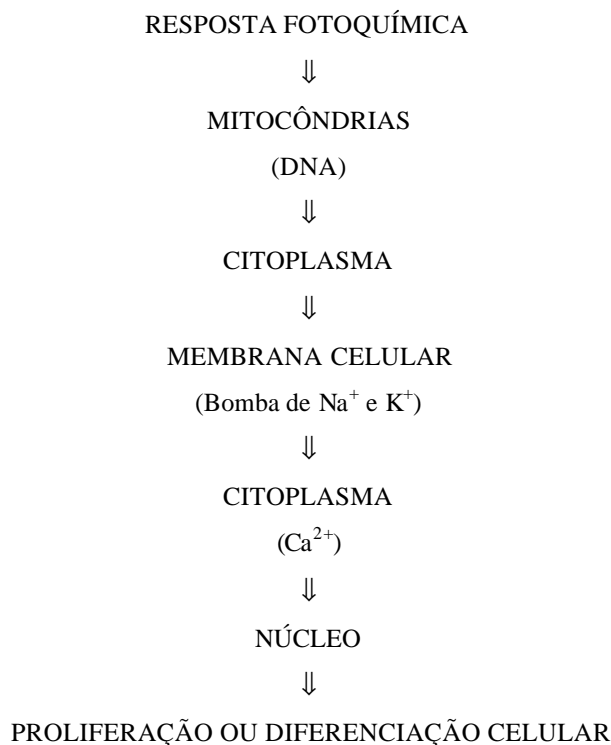 RESPOSTA FOTOQUÍMICA
⇓
MITOCÔNDRIAS
(DNA)
⇓
CITOPLASMA
⇓
MEMBRANA CELULAR
(Bomba de Na⁺ e K⁺)
⇓
CITOPLASMA
(Ca²⁺)
⇓
NÚCLEO
⇓
PROLIFERAÇÃO OU DIFERENCIAÇÃO CELULAR